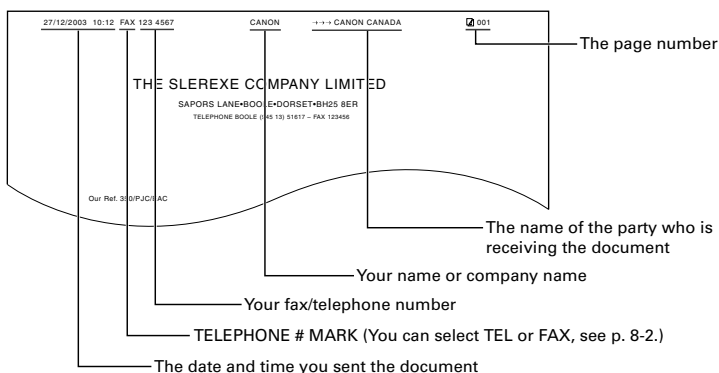 27/12/2003 10:12 FAX 123 4567 CANON →→→ CANON CANADA 001
The page number
THE SLEREXE COMPANY LIMITED
SAPORS LANE•BOOLE•DORSET•BH25 8ER
TELEPHONE BOOLE (945 13) 51617 – FAX 123456
Our Ref. 350/PJC/EAC
The name of the party who is
receiving the document
Your name or company name
Your fax/telephone number
TELEPHONE # MARK (You can select TEL or FAX, see p. 8-2.)
The date and time you sent the document